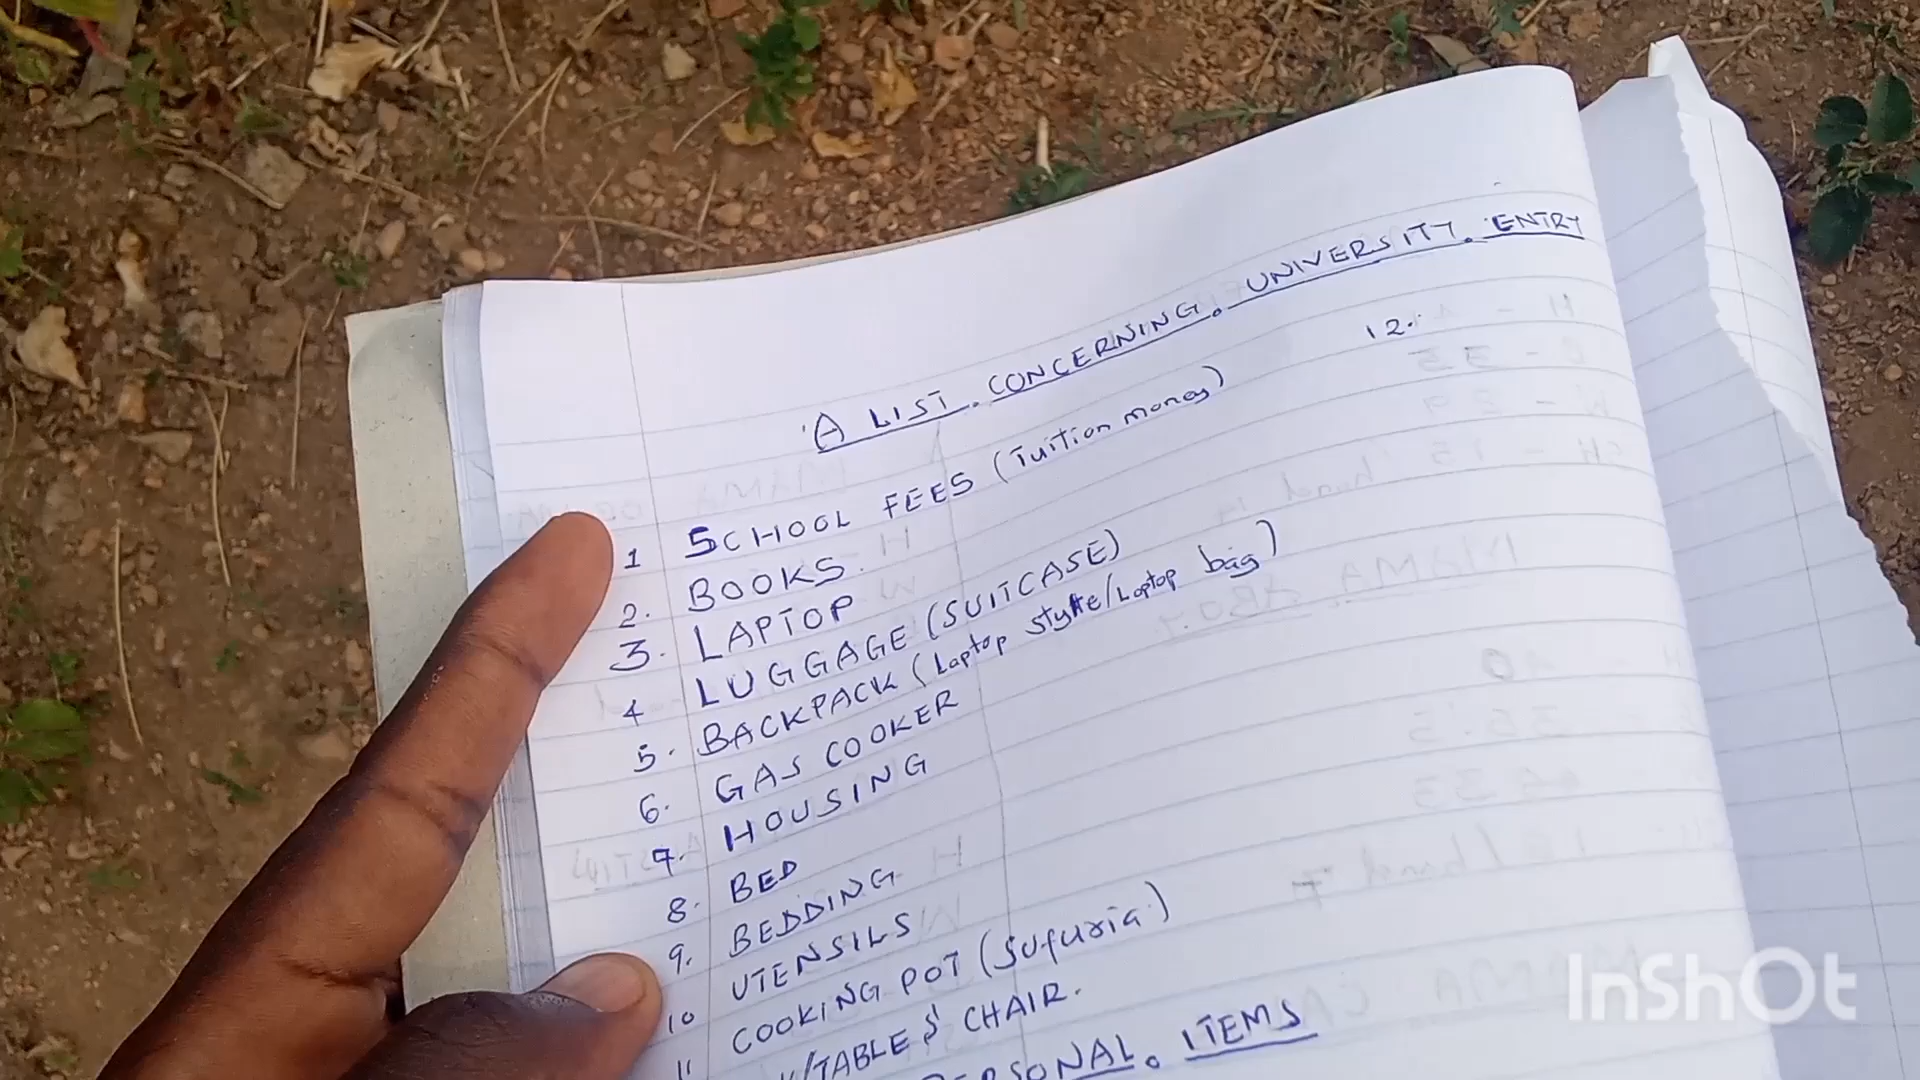 A LIST. CONCERNING. UNIVERSITY. ENTRY
1 SCHOOL FEES (Tuition money)
2. BOOKS.
3. LAPTOP
4 LUGGAGE (SUITCASE)
5. BACKPACK (Laptop style/Laptop bag)
6. GAS COOKER
7. HOUSING
8. BED
9. BEDDING
10 UTENSILS
11 COOKING POT (Sufuria)
/TABLE & CHAIR.
12.
PERSONAL. ITEMS
InShOt